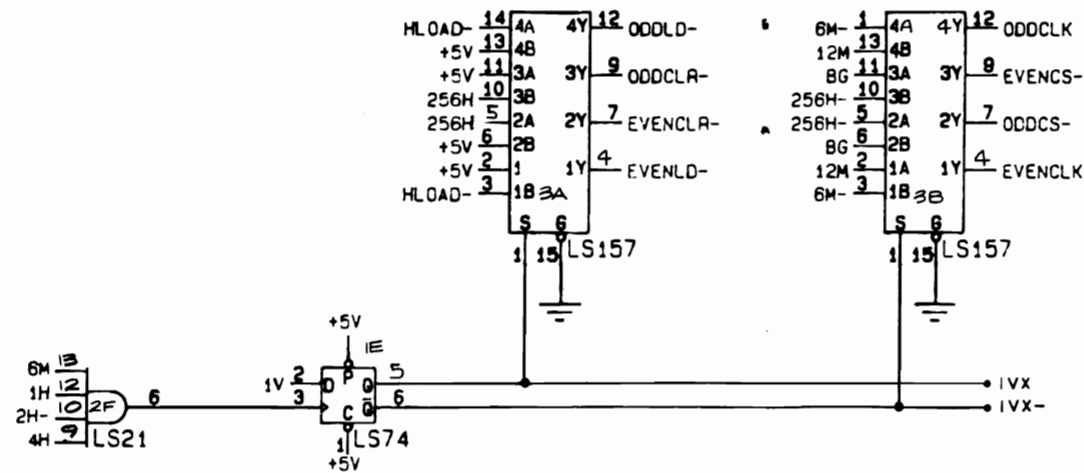 HLOAD- 14 4A 4Y 12 ODDLD-
+5V 13 4B
+5V 11 3A 3Y 9 ODDCLR-
256H 10 3B
256H 5 2A 2Y 7 EVENCLR-
+5V 6 2B
+5V 2 1 1Y 4 EVENLD-
HLOAD- 3 1B 3A
S G
1 15 LS157
6M- 1 4A 4Y 12 ODDCLK
12M 13 4B
BG 11 3A 3Y 9 EVENCS-
256H- 10 3B
256H- 5 2A 2Y 7 ODDCS-
BG 6 2B
12M 2 1A 1Y 4 EVENCLK
6M- 3 1B 3B
S G
1 15 LS157
+5V
1E
6M 13
1H 12
2H- 10 2F 6
4H 9 LS21
1V 2 D P Q 5 1VX
3 C Q 6 1VX-
1 LS74
+5V